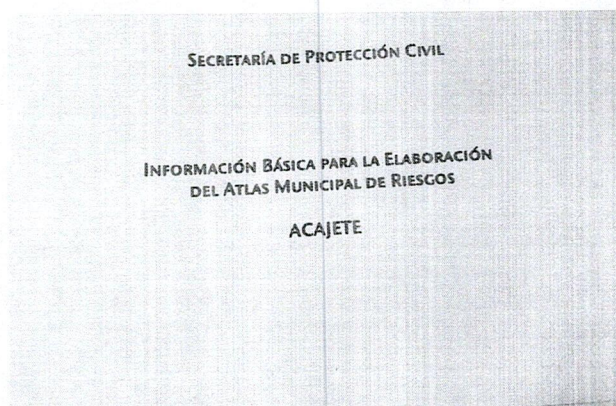 SECRETARÍA DE PROTECCIÓN CIVIL
INFORMACIÓN BÁSICA PARA LA ELABORACIÓN
DEL ATLAS MUNICIPAL DE RIESGOS
ACAJETE